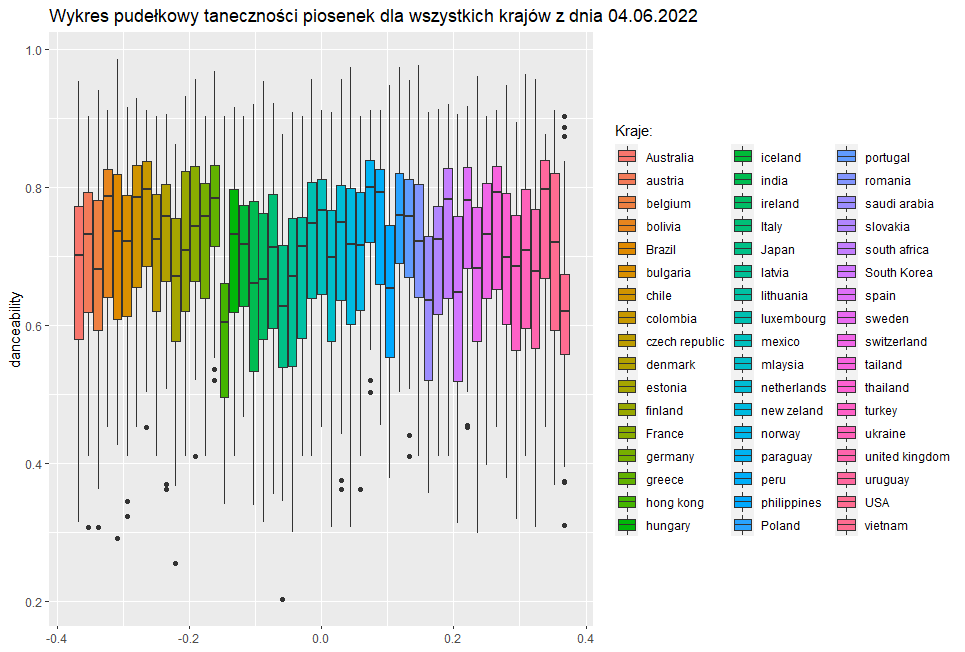 Wykres pudełkowy taneczności piosenek dla wszystkich krajów z dnia 04.06.2022
danceability
1.0
0.8
0.6
0.4
0.2
-0.4
-0.2
0.0
0.2
0.4
Kraje:
Australia
austria
belgium
bolivia
Brazil
bulgaria
chile
colombia
czech republic
denmark
estonia
finland
France
germany
greece
hong kong
hungary
iceland
india
ireland
Italy
Japan
latvia
lithuania
luxembourg
mexico
mlaysia
netherlands
new zeland
norway
paraguay
peru
philippines
Poland
portugal
romania
saudi arabia
slovakia
south africa
South Korea
spain
sweden
switzerland
tailand
thailand
turkey
ukraine
united kingdom
uruguay
USA
vietnam